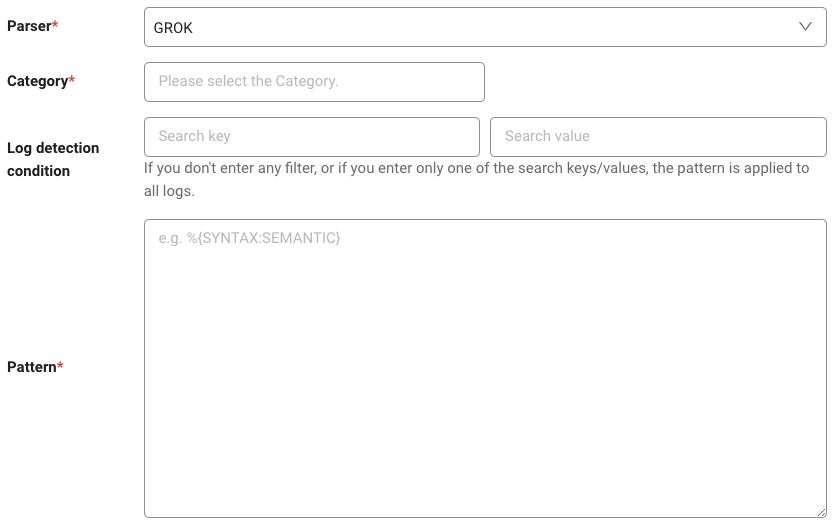 Parser*
GROK
Category*
Please select the Category.
Log detection
condition
Search key
Search value
If you don't enter any filter, or if you enter only one of the search keys/values, the pattern is applied to
all logs.
Pattern*
e.g. %{SYNTAX:SEMANTIC}